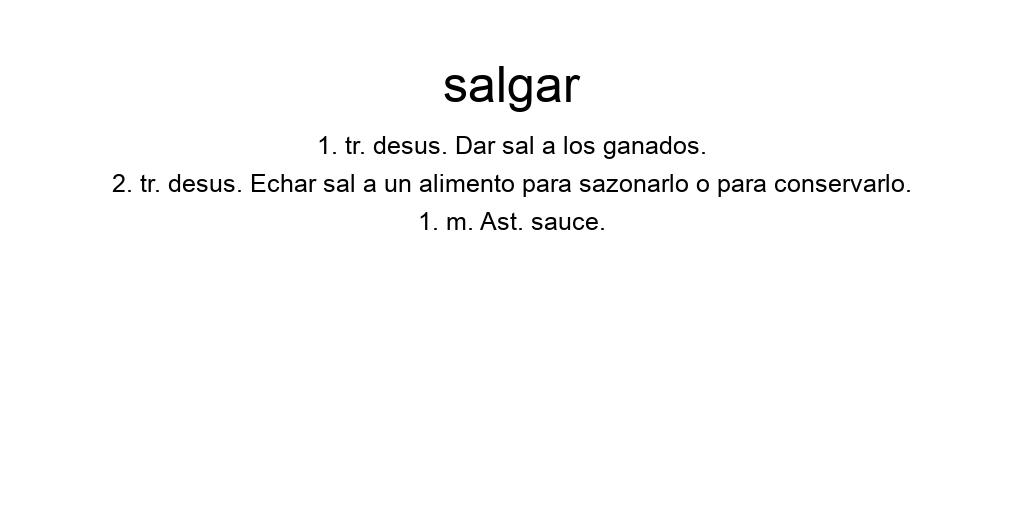 salgar
1. tr. desus. Dar sal a los ganados.
2. tr. desus. Echar sal a un alimento para sazonarlo o para conservarlo.
1. m. Ast. sauce.